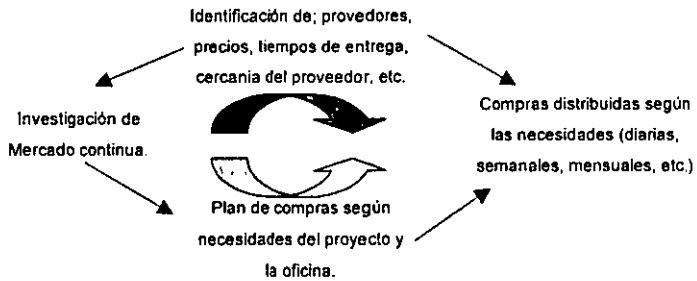 Identificación de; provedores,
precios, tiempos de entrega,
cercania del proveedor, etc.
Investigación de
Mercado continua.
Compras distribuidas según
las necesidades (diarias,
semanales, mensuales, etc.)
Plan de compras según
necesidades del proyecto y
la oficina.